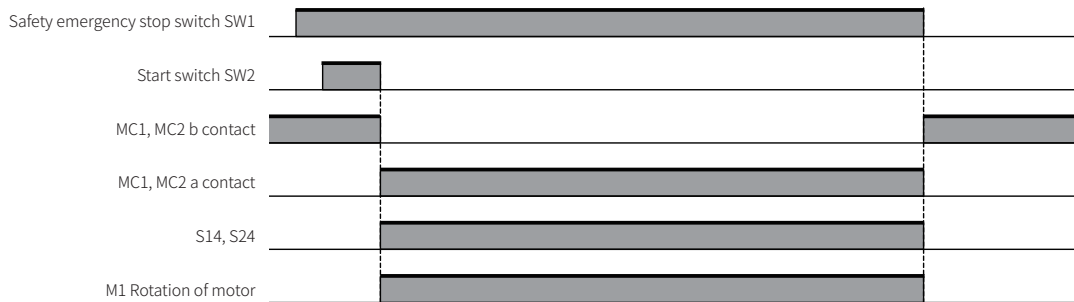 Safety emergency stop switch SW1
Start switch SW2
MC1, MC2 b contact
MC1, MC2 a contact
S14, S24
M1 Rotation of motor